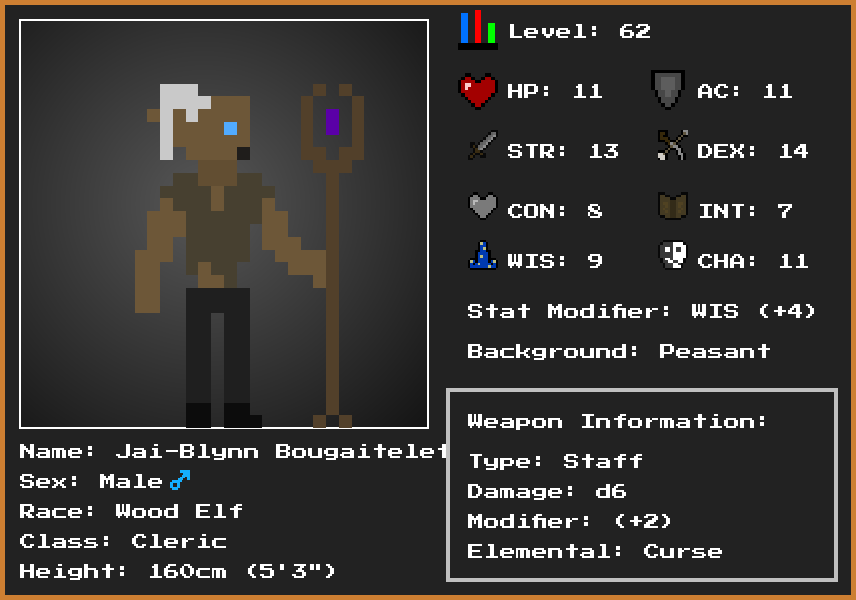 Level: 62
HP: 11
AC: 11
STR: 13
DEX: 14
CON: 8
INT: 7
WIS: 9
CHA: 11
Stat Modifier: WIS (+4)
Background: Peasant
Weapon Information:
Type: Staff
Damage: d6
Modifier: (+2)
Elemental: Curse
Name: Jai-Blynn Bougaitelet
Sex: Male ♂
Race: Wood Elf
Class: Cleric
Height: 160cm (5'3")